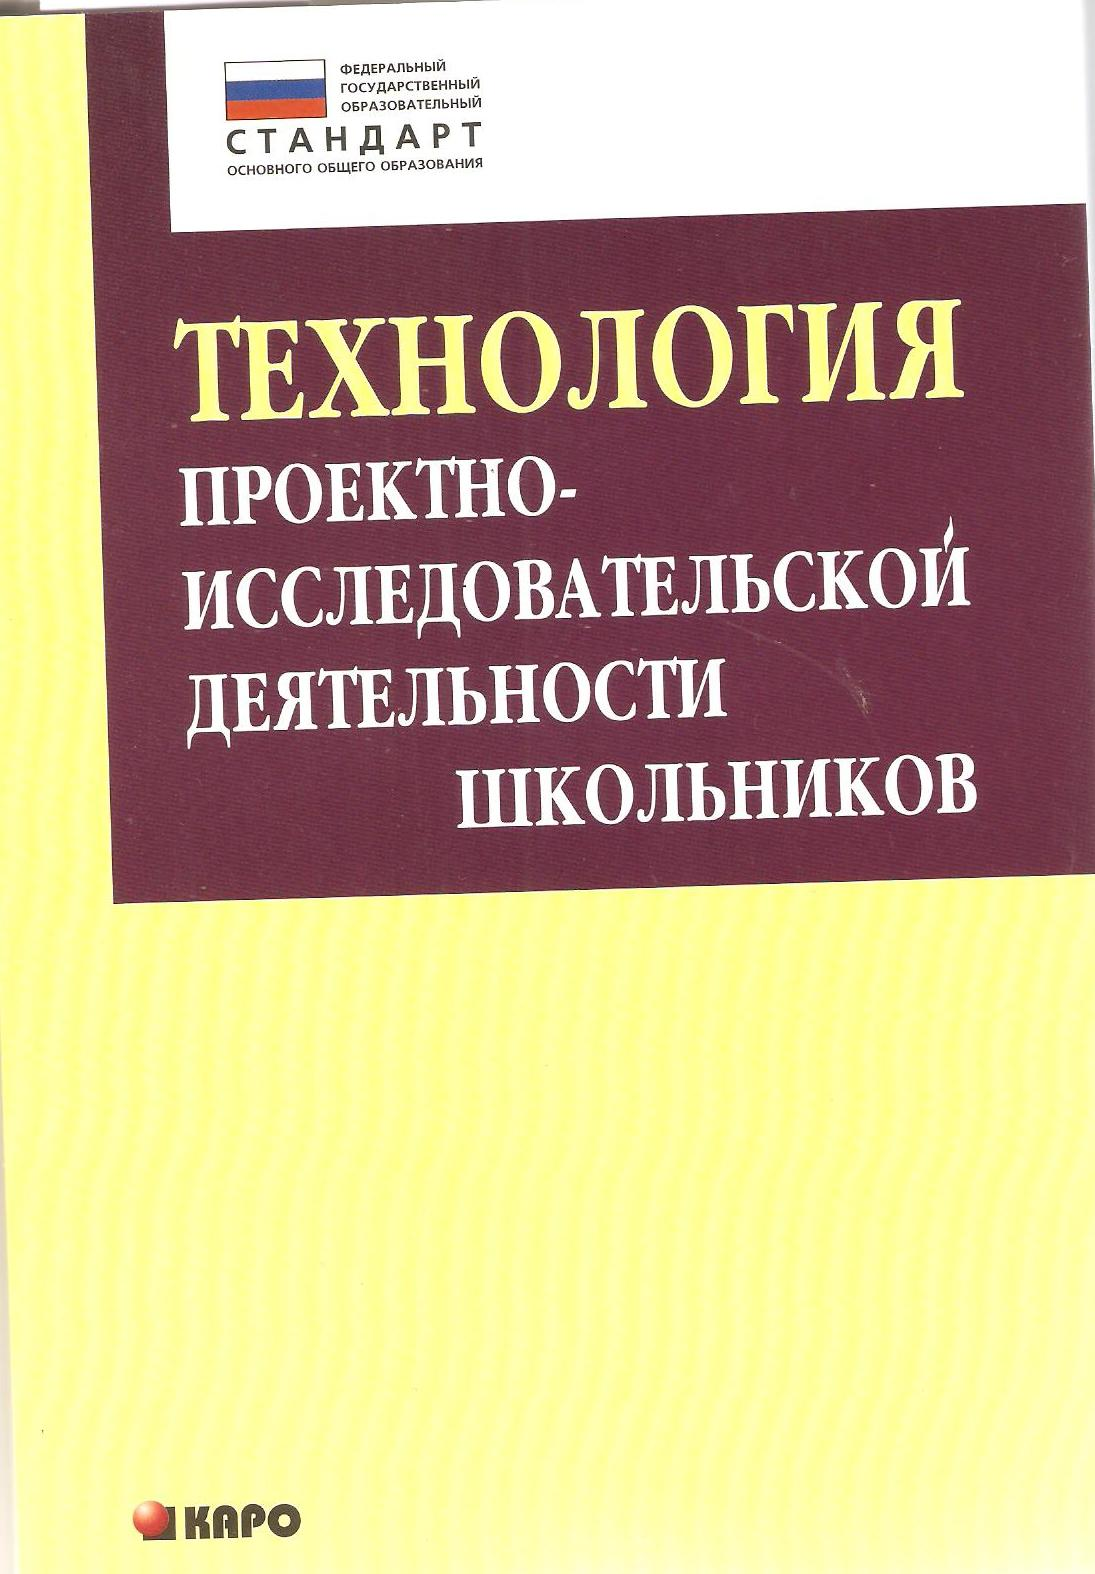 ФЕДЕРАЛЬНЫЙ
ГОСУДАРСТВЕННЫЙ
ОБРАЗОВАТЕЛЬНЫЙ
СТАНДАРТ
ОСНОВНОГО ОБЩЕГО ОБРАЗОВАНИЯ
ТЕХНОЛОГИЯ
ПРОЕКТНО-
ИССЛЕДОВАТЕЛЬСКОЙ
ДЕЯТЕЛЬНОСТИ
ШКОЛЬНИКОВ
КАРО